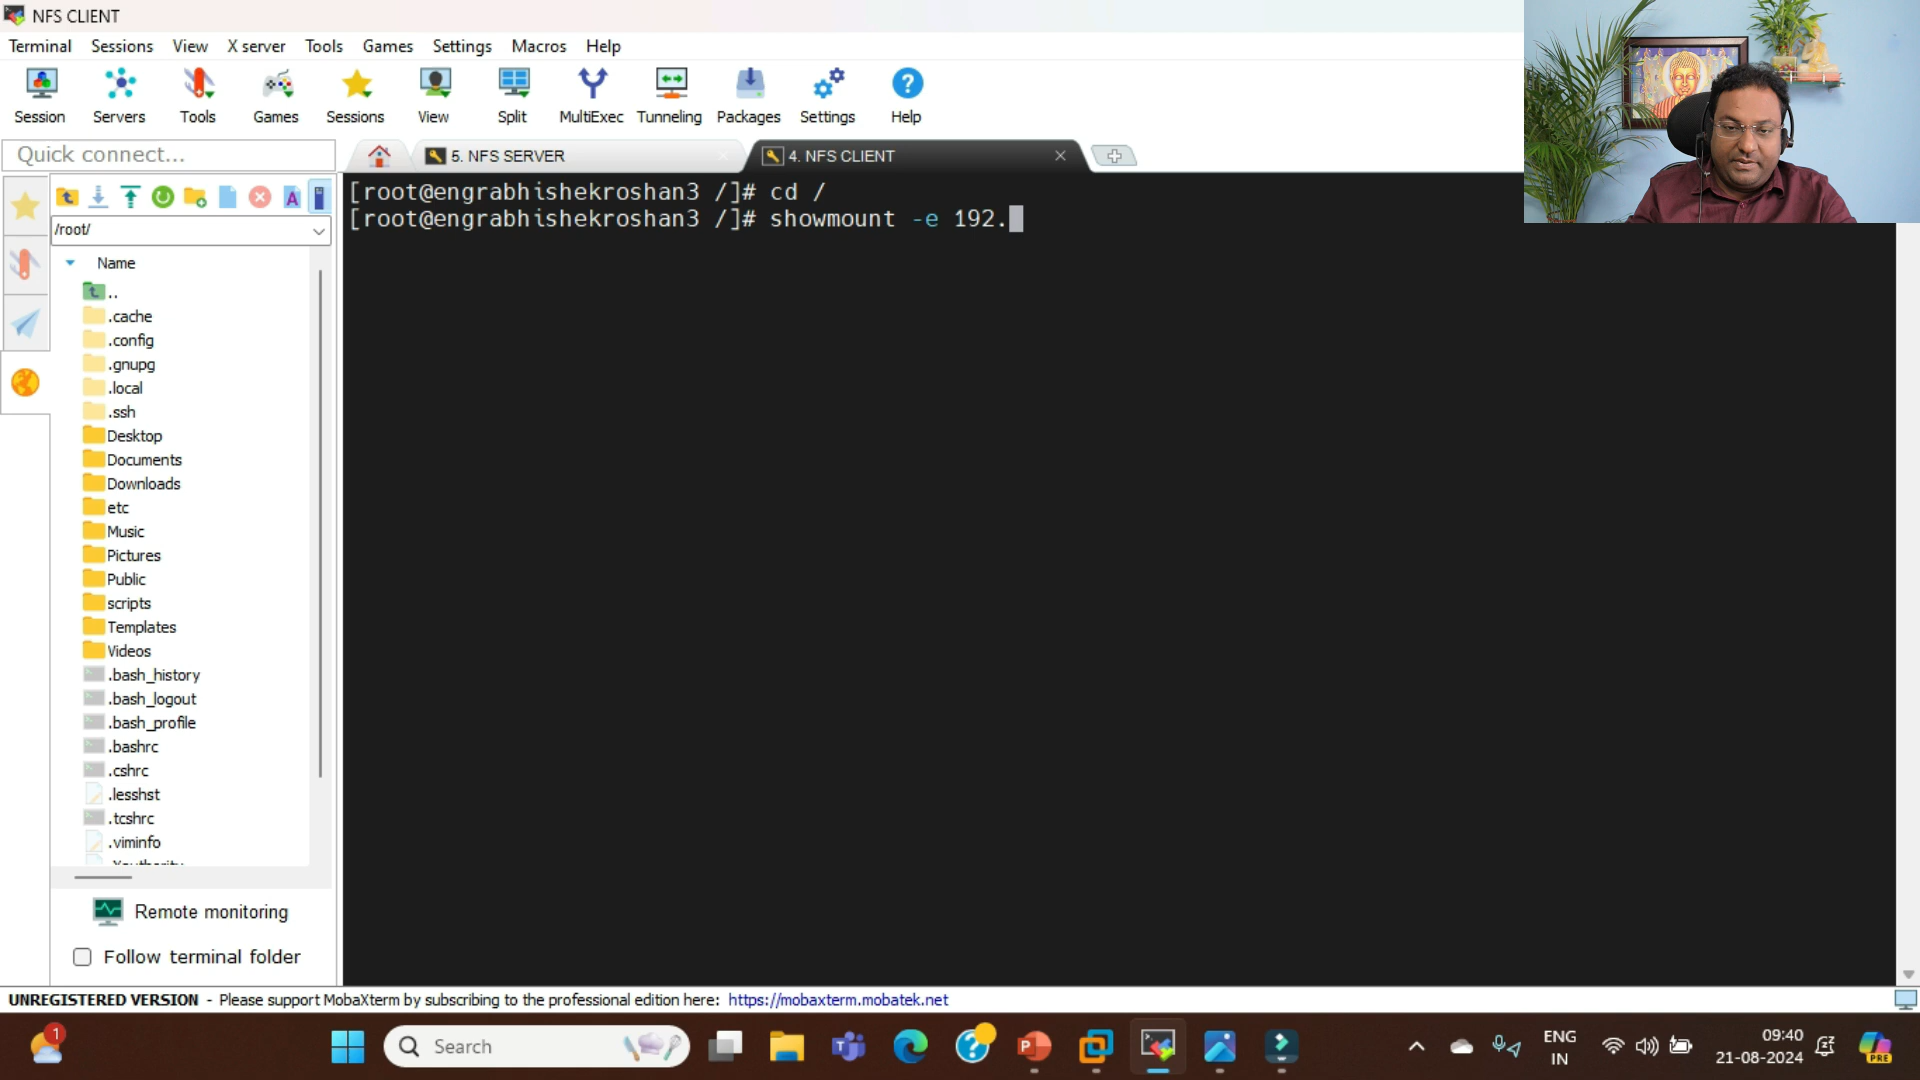 NFS CLIENT
Terminal Sessions View X server Tools Games Settings Macros Help
Session Servers Tools Games Sessions View Split MultiExec Tunneling Packages Settings Help
Quick connect...
5. NFS SERVER
4. NFS CLIENT
[root@engrabhishekroshan3 /]# cd /
[root@engrabhishekroshan3 /]# showmount -e 192.
/root/
Name
..
.cache
.config
.gnupg
.local
.ssh
Desktop
Documents
Downloads
etc
Music
Pictures
Public
scripts
Templates
Videos
.bash_history
.bash_logout
.bash_profile
.bashrc
.cshrc
.lesshst
.tcshrc
.viminfo
Remote monitoring
Follow terminal folder
UNREGISTERED VERSION - Please support MobaXterm by subscribing to the professional edition here: https://mobaxterm.mobatek.net
1
Search
ENG
IN
09:40
21-08-2024
PRE